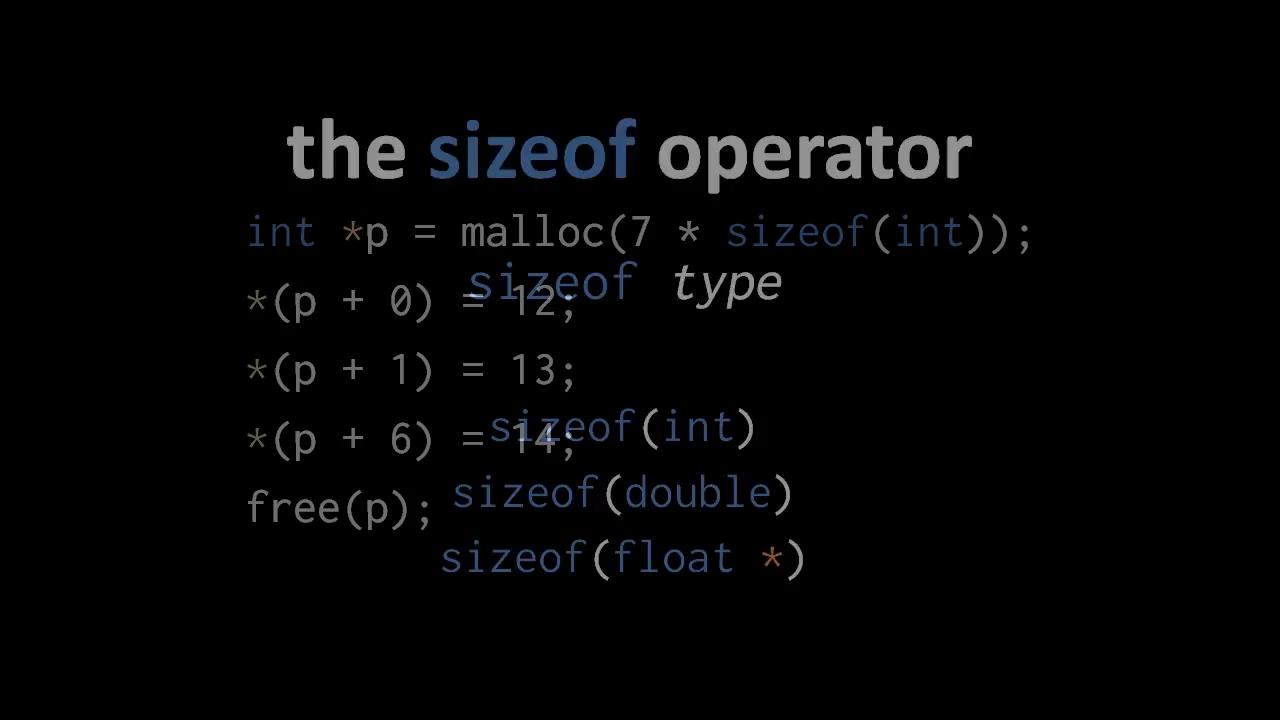 the sizeof operator
int *p = malloc(7 * sizeof(int));
sizeof type
*(p + 0) = 12;
*(p + 1) = 13;
sizeof(int)
*(p + 6) = 14;
sizeof(double)
free(p);
sizeof(float *)